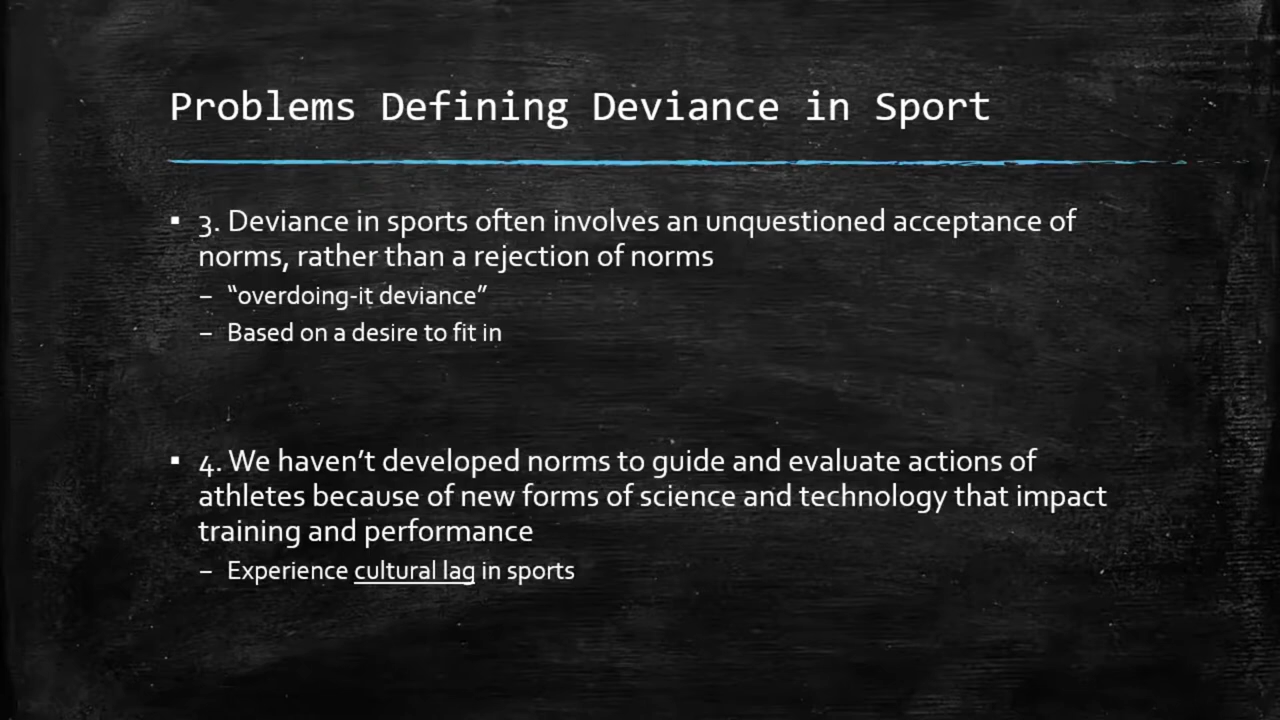 Problems Defining Deviance in Sport
▪ 3. Deviance in sports often involves an unquestioned acceptance of
norms, rather than a rejection of norms
– “overdoing-it deviance”
– Based on a desire to fit in
▪ 4. We haven’t developed norms to guide and evaluate actions of
athletes because of new forms of science and technology that impact
training and performance
– Experience cultural lag in sports